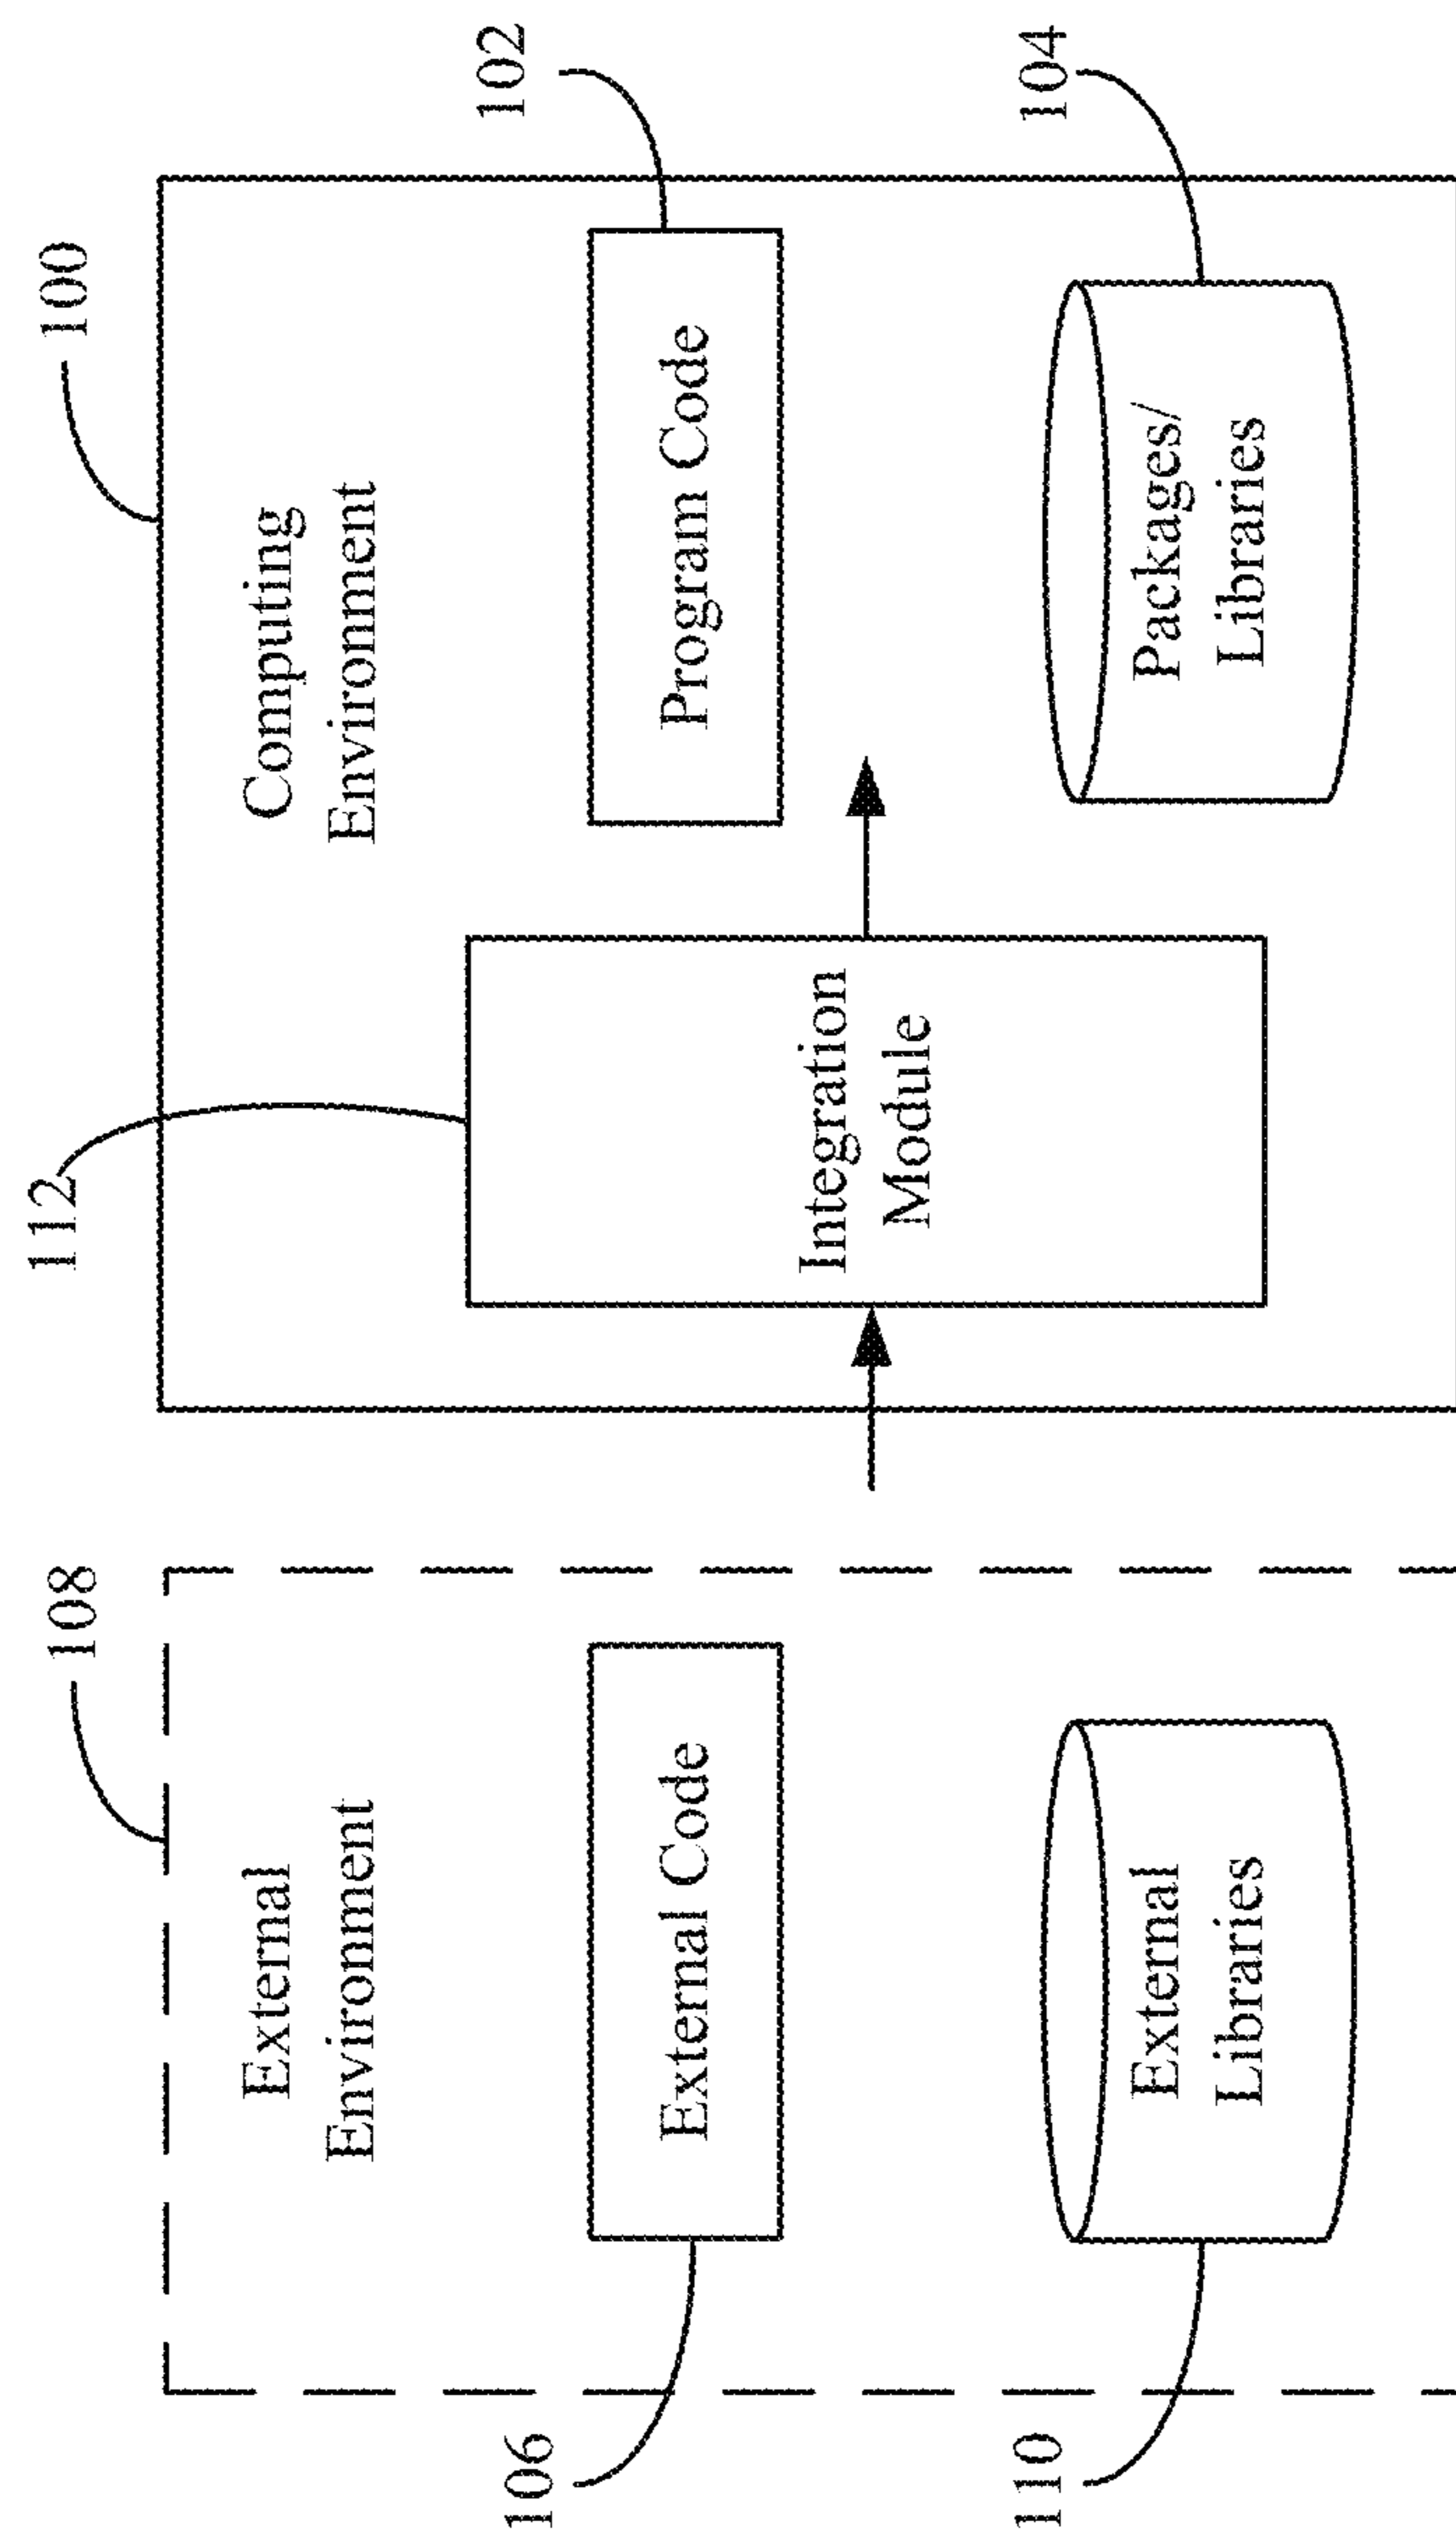 108
112
100
External
Environment
Computing
Environment
106
External Code
Program Code
102
Integration
Module
110
External
Libraries
Packages/
Libraries
104